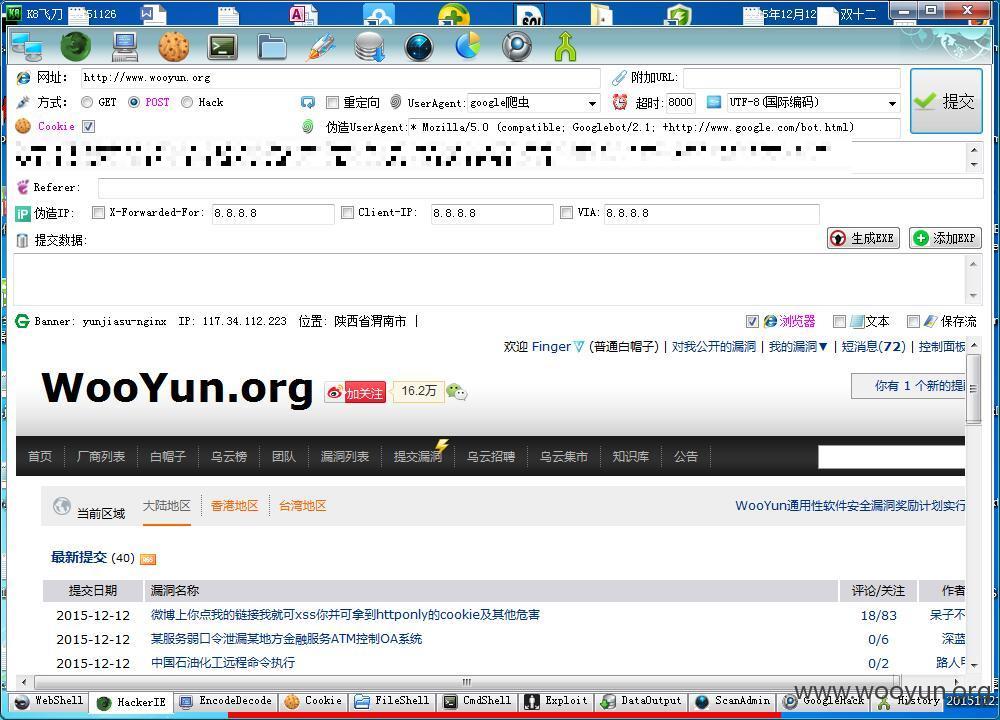 K8飞刀 51126
SQL
5年12月12 双十二
网址: http://www.wooyun.org 附加URL:
提交
方式: GET POST Hack 重定向 UserAgent: google爬虫 超时: 8000 UTF-8(国际编码)
Cookie 伪造UserAgent:* Mozilla/5.0 (compatible; Googlebot/2.1; +http://www.google.com/bot.html)
Referer:
iP 伪造IP: X-Forwarded-For: 8.8.8.8 Client-IP: 8.8.8.8 VIA: 8.8.8.8
提交数据: 生成EXE 添加EXP
Banner: yunjiasu-nginx IP: 117.34.112.223 位置: 陕西省渭南市 | 浏览器 文本 保存流
欢迎 Finger (普通白帽子) | 对我公开的漏洞 | 我的漏洞▼ | 短消息(72) | 控制面板
WooYun.org 加关注 16.2万
你有 1 个新的提
首页 厂商列表 白帽子 乌云榜 团队 漏洞列表 提交漏洞 乌云招聘 乌云集市 知识库 公告
当前区域 大陆地区 香港地区 台湾地区 WooYun通用性软件安全漏洞奖励计划实行
最新提交 (40)
提交日期 漏洞名称 评论/关注 作者
2015-12-12 微博上你点我的链接我就可xss你并可拿到httponly的cookie及其他危害 18/83 呆子不
2015-12-12 某服务弱口令泄漏某地方金融服务ATM控制OA系统 0/6 深蓝
2015-12-12 中国石油化工远程命令执行 0/2 路人甲
www.wooyun.org
WebShell HackerIE EncodeDecode Cookie FileShell CmdShell Exploit DataOutput ScanAdmin GoogleHack History 201512